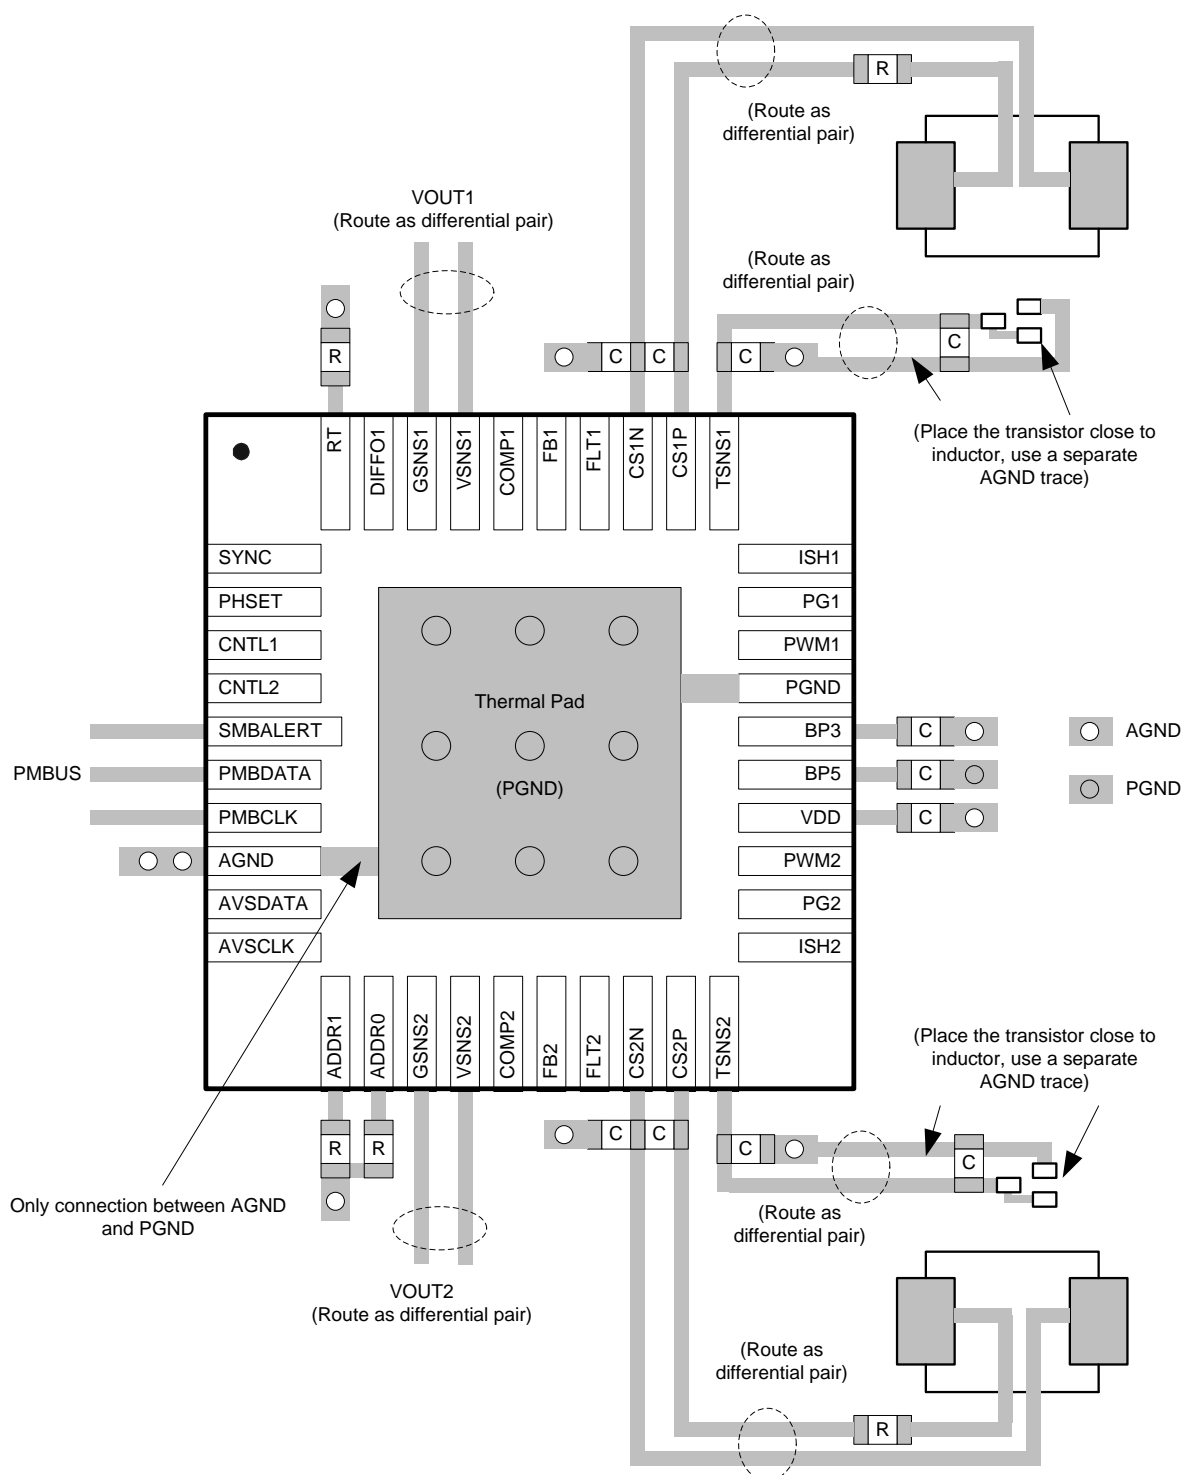 R
(Route as
differential pair)
VOUT1
(Route as differential pair)
(Route as
differential pair)
R
C
C
C
C
(Place the transistor close to
inductor, use a separate
AGND trace)
RT
DIFFO1
GSNS1
VSNS1
COMP1
FB1
FLT1
CS1N
CS1P
TSNS1
SYNC
PHSET
CNTL1
CNTL2
SMBALERT
PMBDATA
PMBCLK
AGND
AVSDATA
AVSCLK
PMBUS
Thermal Pad
(PGND)
ISH1
PG1
PWM1
PGND
BP3
BP5
VDD
PWM2
PG2
ISH2
C
C
C
AGND
PGND
ADDR1
ADDR0
GSNS2
VSNS2
COMP2
FB2
FLT2
CS2N
CS2P
TSNS2
(Place the transistor close to
inductor, use a separate
AGND trace)
R
R
C
C
C
C
Only connection between AGND
and PGND
(Route as
differential pair)
VOUT2
(Route as differential pair)
(Route as
differential pair)
R